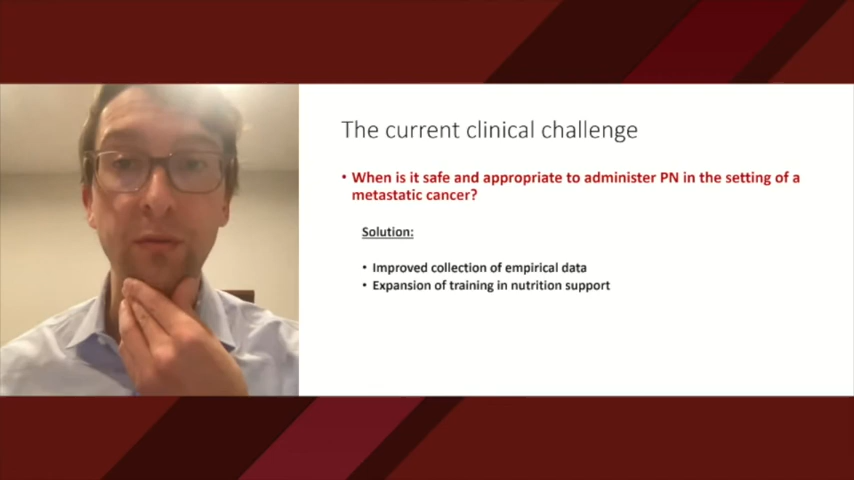 The current clinical challenge
• When is it safe and appropriate to administer PN in the setting of a
metastatic cancer?
Solution:
• Improved collection of empirical data
• Expansion of training in nutrition support